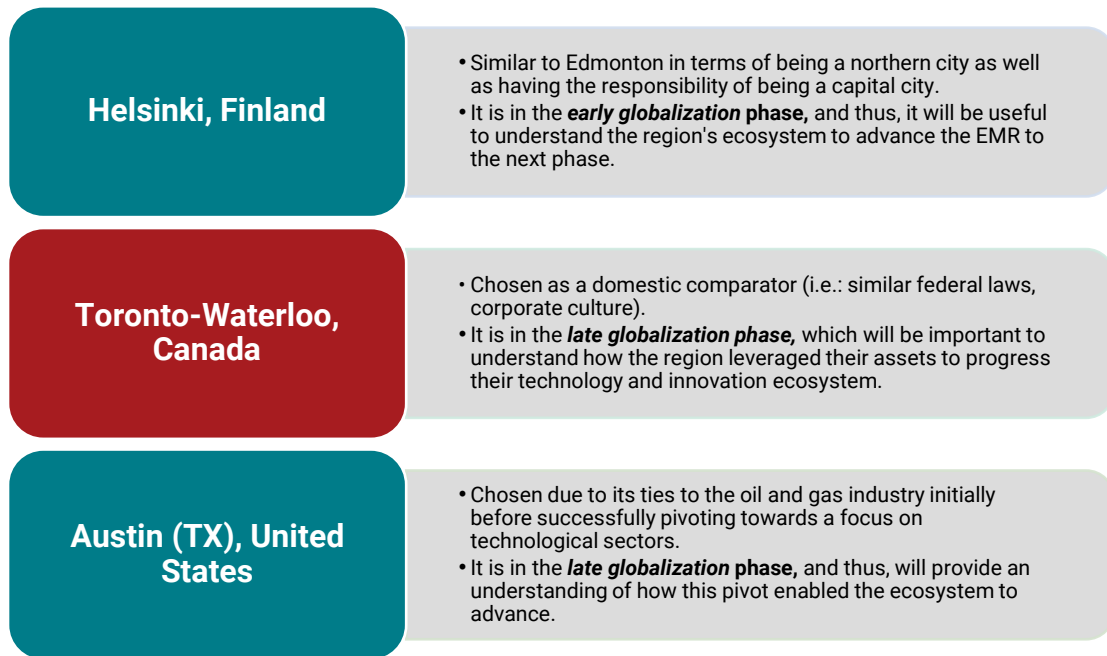 Helsinki, Finland
• Similar to Edmonton in terms of being a northern city as well
as having the responsibility of being a capital city.
• It is in the early globalization phase, and thus, it will be useful
to understand the region's ecosystem to advance the EMR to
the next phase.
Toronto-Waterloo,
Canada
• Chosen as a domestic comparator (i.e.: similar federal laws,
corporate culture).
• It is in the late globalization phase, which will be important to
understand how the region leveraged their assets to progress
their technology and innovation ecosystem.
Austin (TX), United
States
• Chosen due to its ties to the oil and gas industry initially
before successfully pivoting towards a focus on
technological sectors.
• It is in the late globalization phase, and thus, will provide an
understanding of how this pivot enabled the ecosystem to
advance.